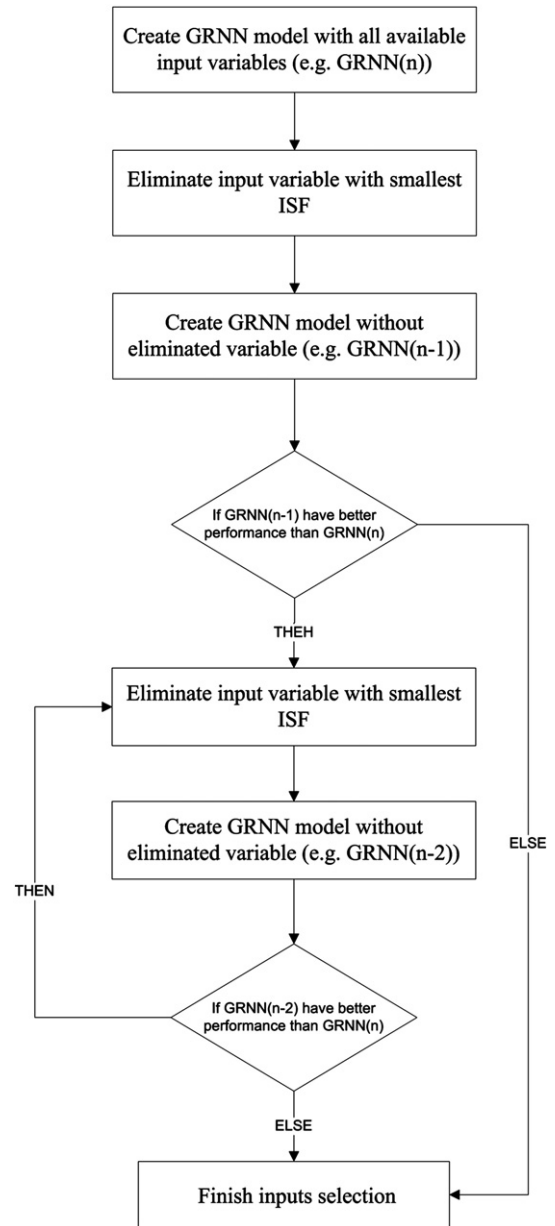 Create GRNN model with all available
input variables (e.g. GRNN(n))
Eliminate input variable with smallest
ISF
Create GRNN model without
eliminated variable (e.g. GRNN(n-1))
If GRNN(n-1) have better
performance than GRNN(n)
THEH
Eliminate input variable with smallest
ISF
Create GRNN model without
eliminated variable (e.g. GRNN(n-2))
ELSE
THEN
If GRNN(n-2) have better
performance than GRNN(n)
ELSE
Finish inputs selection